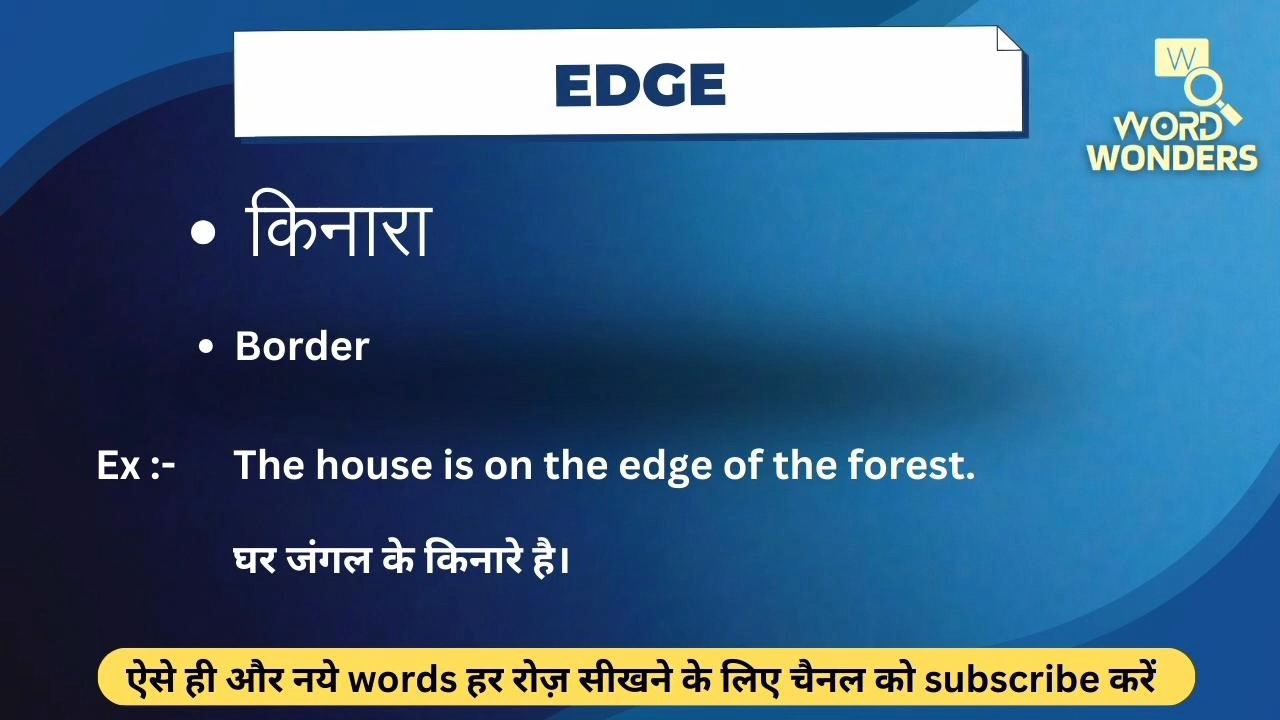 EDGE
W
WORD
WONDERS
• किनारा
• Border
Ex :- The house is on the edge of the forest.
घर जंगल के किनारे है।
ऐसे ही और नये words हर रोज़ सीखने के लिए चैनल को subscribe करें